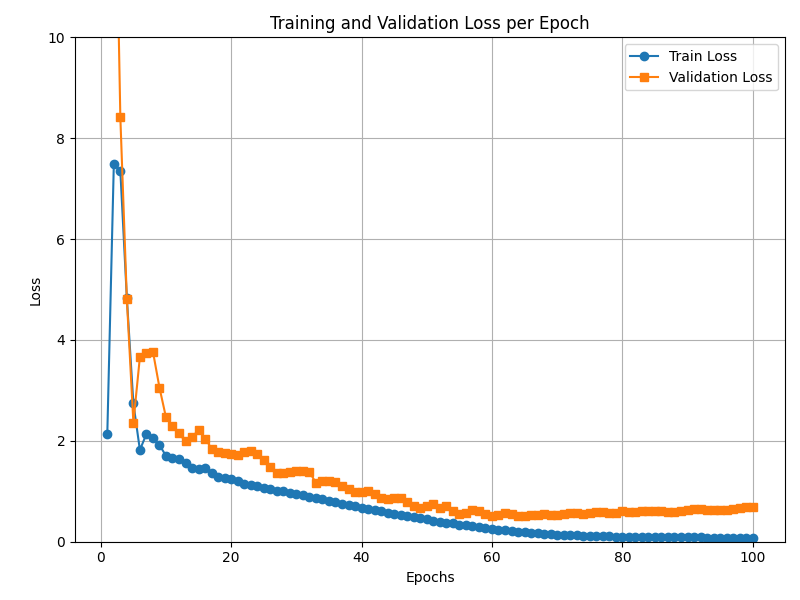 Training and Validation Loss per Epoch
Train Loss
Validation Loss
10
8
6
4
2
0
Loss
0 20 40 60 80 100
Epochs